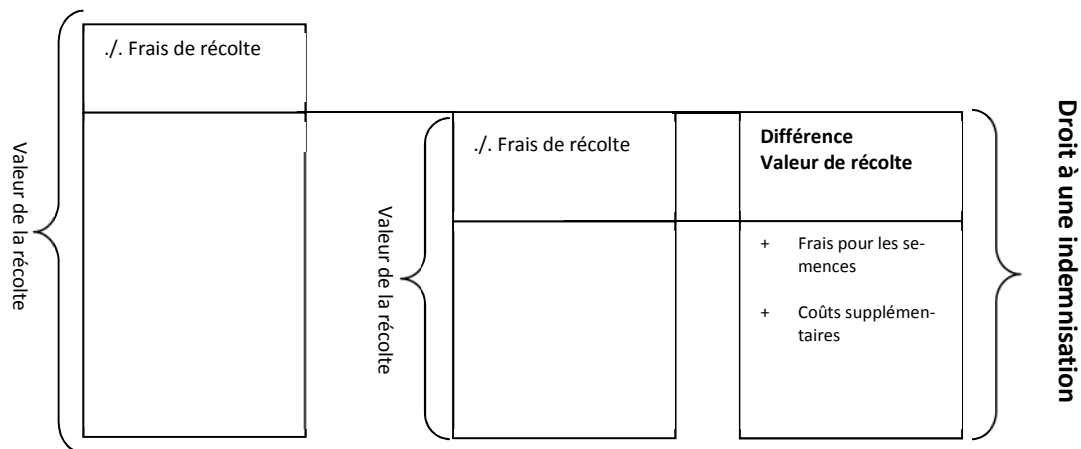 Valeur de la récolte
./. Frais de récolte
Valeur de la récolte
./. Frais de récolte
Différence
Valeur de récolte
+ Frais pour les se-
mences
+ Coûts supplémen-
taires
Droit à une indemnisation